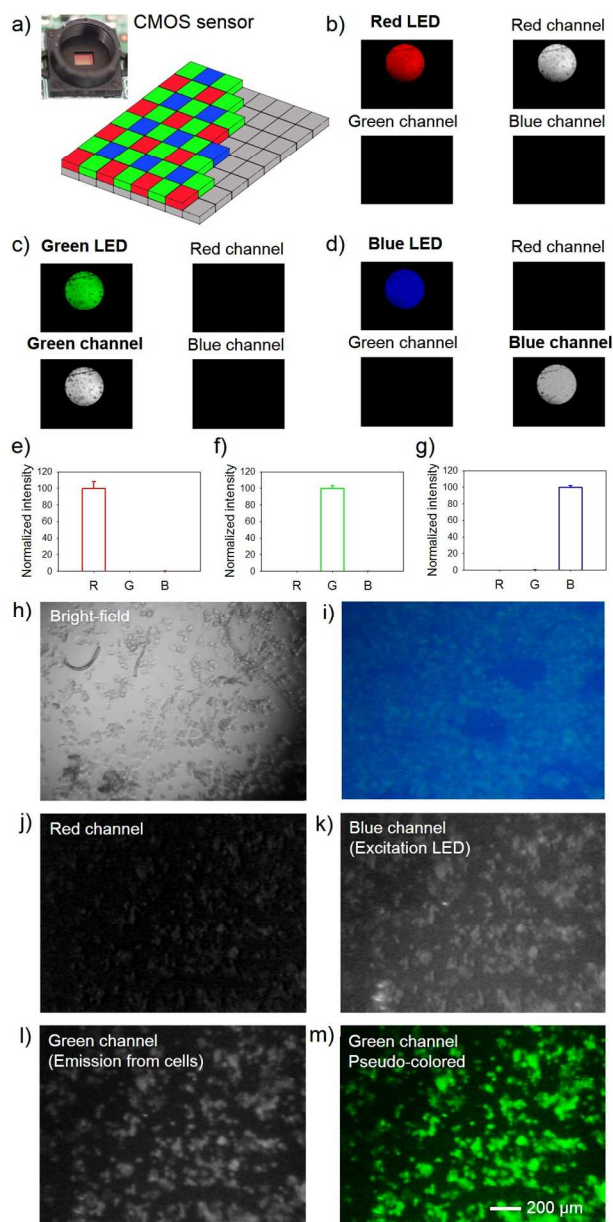 a)
CMOS sensor
b)
Red LED
Red channel
Green channel
Blue channel
c)
Green LED
Red channel
Green channel
Blue channel
d)
Blue LED
Red channel
Green channel
Blue channel
e)
Normalized intensity
120
100
80
60
40
20
0
R G B
f)
Normalized intensity
120
100
80
60
40
20
0
R G B
g)
Normalized intensity
120
100
80
60
40
20
0
R G B
h)
Bright-field
i)
j)
Red channel
k)
Blue channel
(Excitation LED)
l)
Green channel
(Emission from cells)
m)
Green channel
Pseudo-colored
200 µm